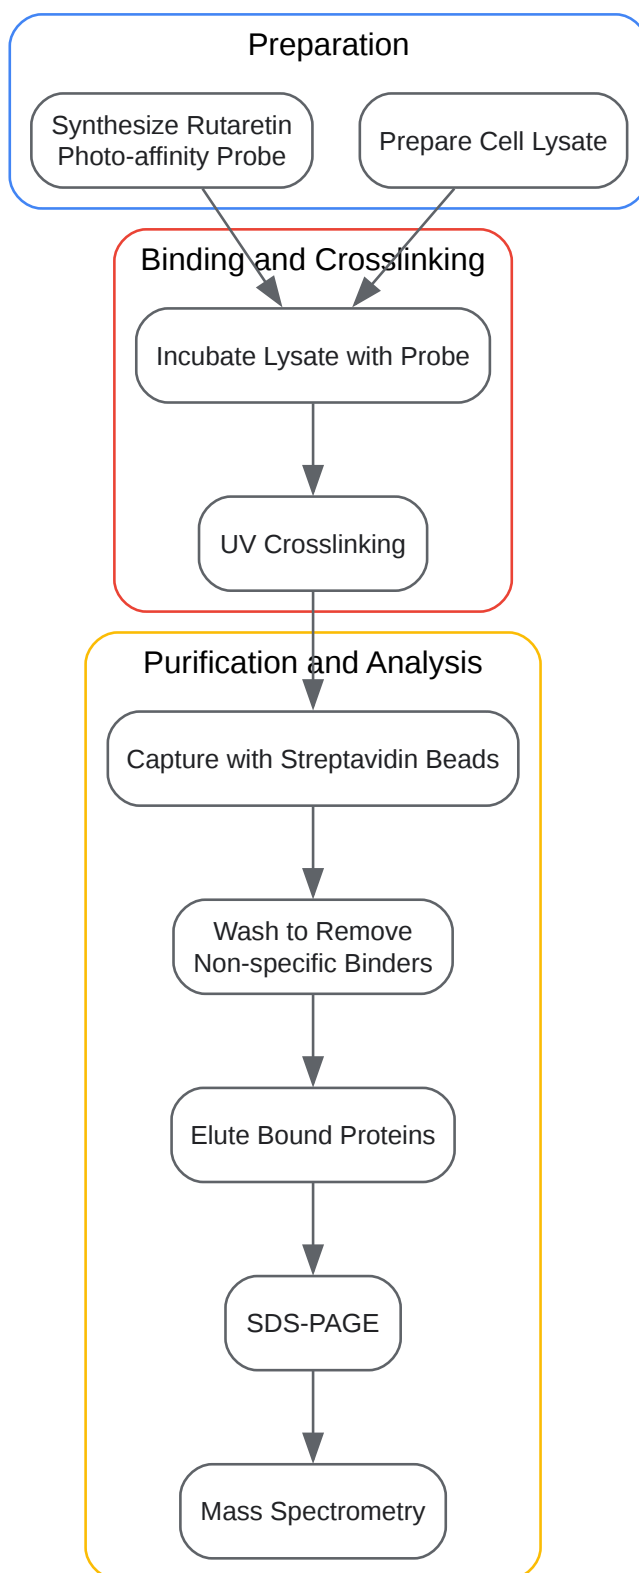 Preparation
Synthesize Rutaretin
Photo-affinity Probe
Prepare Cell Lysate
Binding and Crosslinking
Incubate Lysate with Probe
UV Crosslinking
Purification and Analysis
Capture with Streptavidin Beads
Wash to Remove
Non-specific Binders
Elute Bound Proteins
SDS-PAGE
Mass Spectrometry